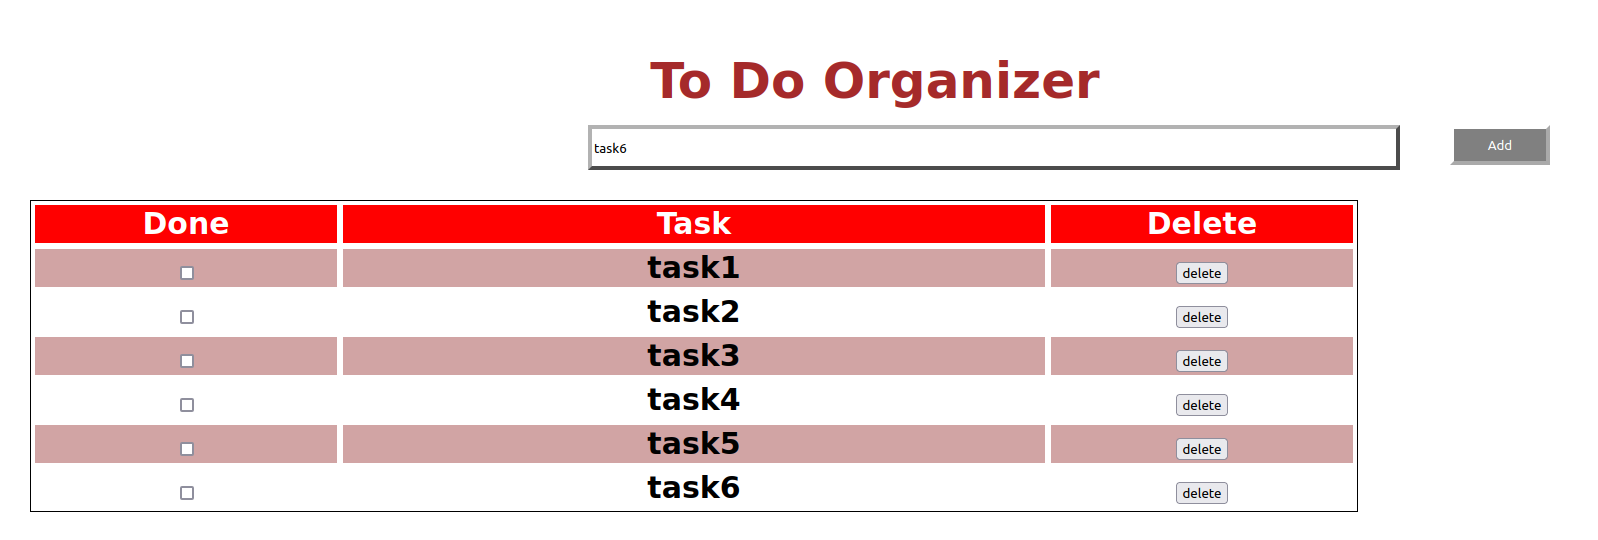 To Do Organizer
task6 Add
Done Task Delete
task1 delete
task2 delete
task3 delete
task4 delete
task5 delete
task6 delete